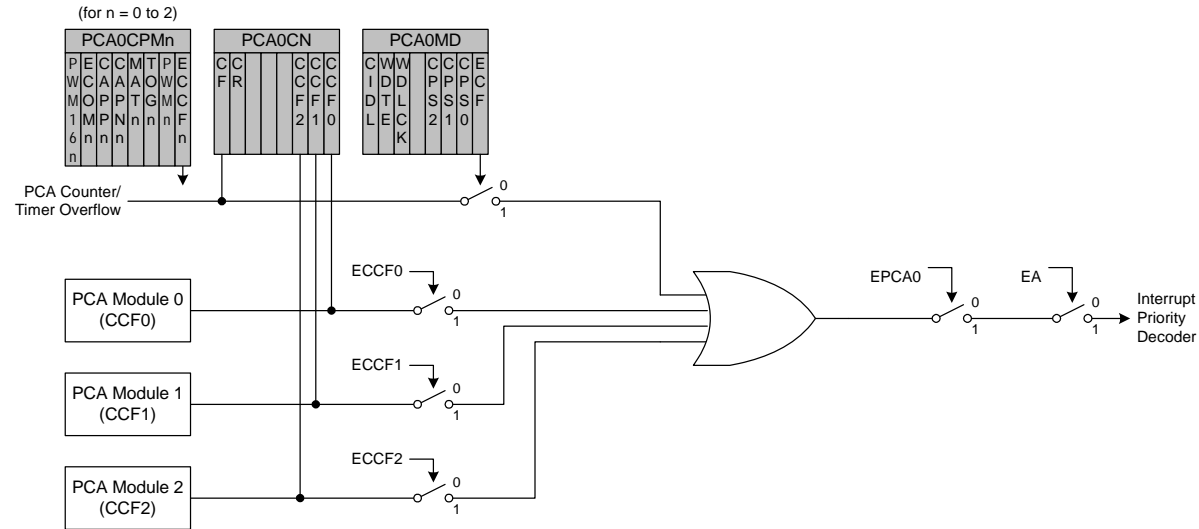 (for n = 0 to 2)
PCA0CPMn
PWM16n
ECOMn
CAPPn
CAPNn
MATn
TOGn
PWMn
ECCFn
PCA0CN
CF
CR
CCF2
CCF1
CCF0
PCA0MD
CIDL
WDTE
WDLCK
CPS2
CPS1
CPS0
ECF
PCA Counter/
Timer Overflow
0
1
PCA Module 0
(CCF0)
ECCF0
0
1
EPCA0
0
1
EA
0
1
Interrupt
Priority
Decoder
PCA Module 1
(CCF1)
ECCF1
0
1
PCA Module 2
(CCF2)
ECCF2
0
1